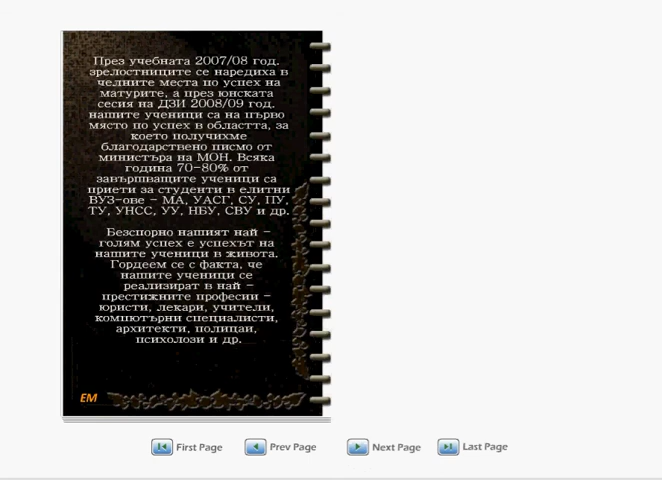 През учебната 2007/08 год.
зрелостниците се наредиха в
челните места по успех на
матурите, а през юнската
сесия на ДЗИ 2008/09 год.
нашите ученици са на първо
място по успех в областта, за
което получихме
благодарствено писмо от
министъра на МОН. Всяка
година 70-80% от
завършващите ученици са
приети за студенти в елитни
ВУЗ-ове - МА, УАСГ, СУ, ПУ,
ТУ, УНСС, УУ, НБУ, СВУ и др.
Безспорно нашият най -
голям успех е успехът на
нашите ученици в живота.
Гордеем се с факта, че
нашите ученици се
реализират в най -
престижните професии -
юристи, лекари, учители,
компютърни специалисти,
архитекти, полицаи,
психолози и др.
ЕМ
First Page Prev Page Next Page Last Page